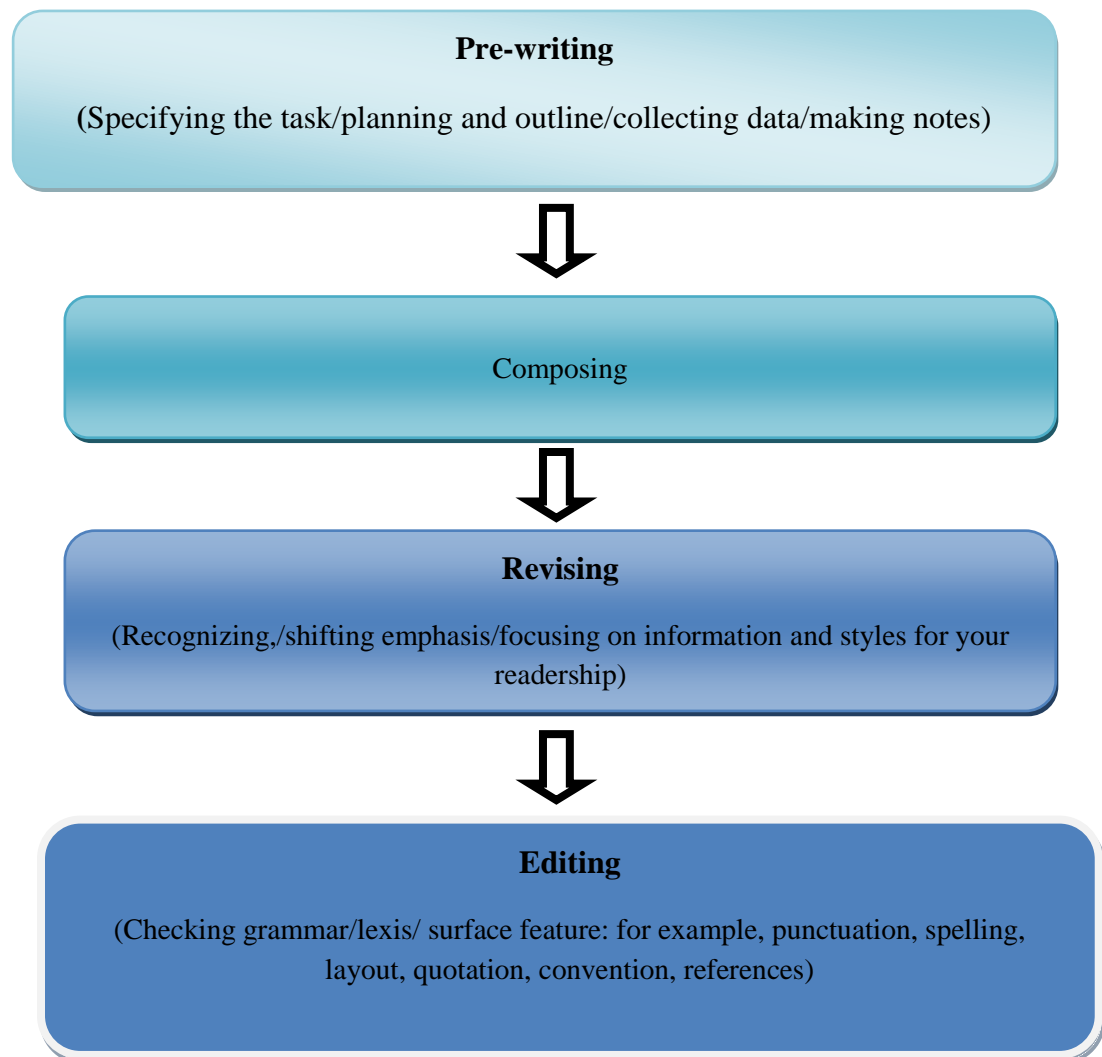 Pre-writing
(Specifying the task/planning and outline/collecting data/making notes)
Composing
Revising
(Recognizing,/shifting emphasis/focusing on information and styles for your
readership)
Editing
(Checking grammar/lexis/ surface feature: for example, punctuation, spelling,
layout, quotation, convention, references)